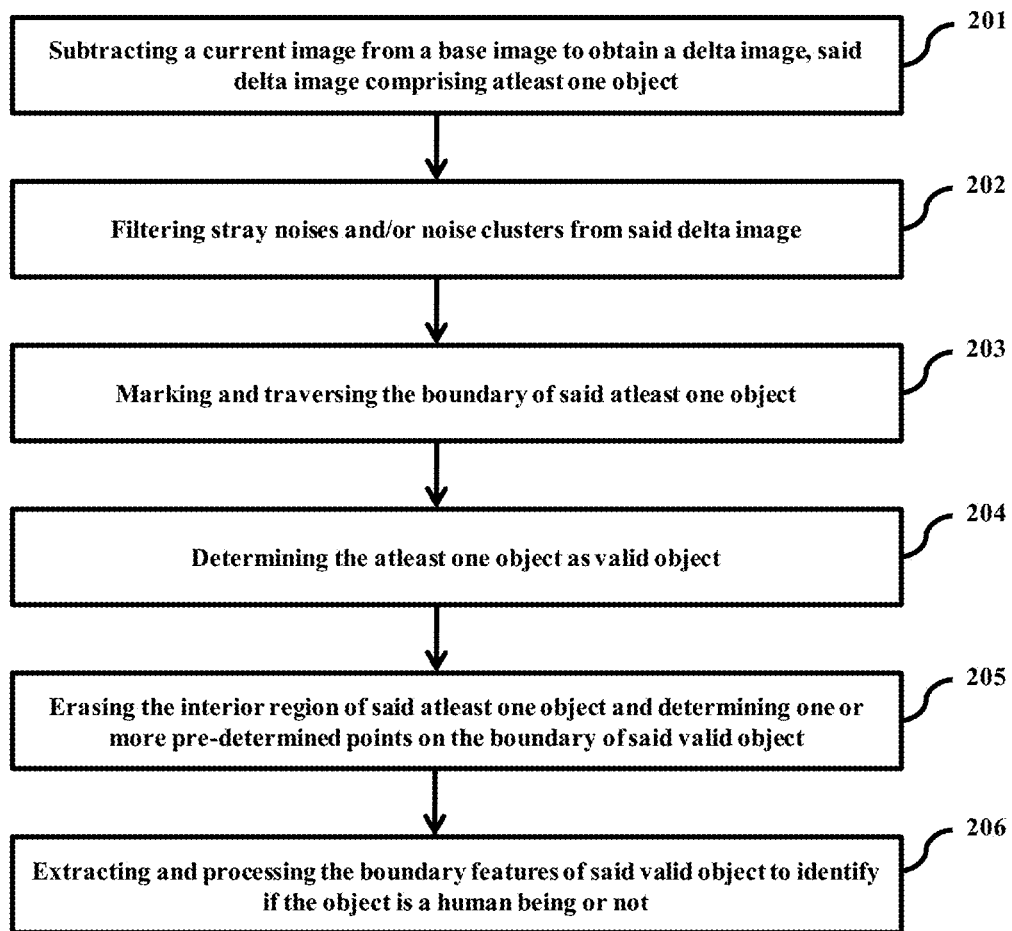 201
Subtracting a current image from a base image to obtain a delta image, said
delta image comprising atleast one object
202
Filtering stray noises and/or noise clusters from said delta image
203
Marking and traversing the boundary of said atleast one object
204
Determining the atleast one object as valid object
205
Erasing the interior region of said atleast one object and determining one or
more pre-determined points on the boundary of said valid object
206
Extracting and processing the boundary features of said valid object to identify
if the object is a human being or not